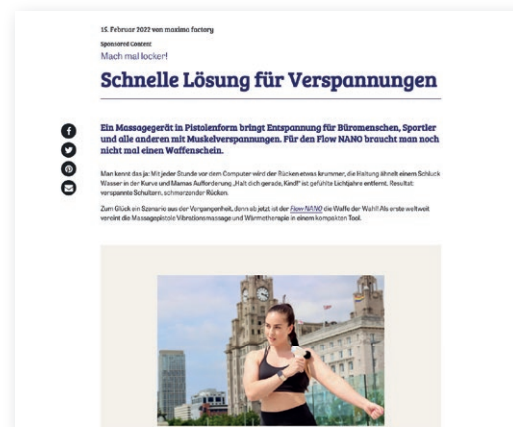 15. Februar 2022 von maxima factory
Sponsored Content
Mach mal locker!
Schnelle Lösung für Verspannungen
Ein Massagegerät in Pistolenform bringt Entspannung für Büromenschen, Sportler
und alle anderen mit Muskelverspannungen. Für den Flow NANO braucht man noch
nicht mal einen Waffenschein.
Man kennt das ja: Mit jeder Stunde vor dem Computer wird der Rücken etwas krummer, die Haltung ähnelt einem Schluck
Wasser in der Kurve und Mamas Aufforderung „Halt dich gerade, Kind!“ ist gefühlte Lichtjahre entfernt. Resultat:
verspannte Schultern, schmerzender Rücken.
Zum Glück ein Szenario aus der Vergangenheit, denn ab jetzt ist der Flow NANO die Waffe der Wahl! Als erste weltweit
vereint die Massagepistole Vibrationsmassage und Wärmetherapie in einem kompakten Tool.